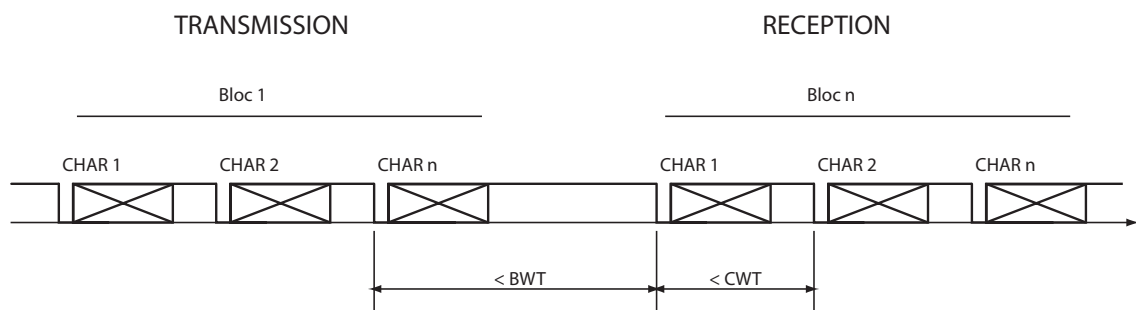 TRANSMISSION RECEPTION
Bloc 1 Bloc n
CHAR 1 CHAR 2 CHAR n CHAR 1 CHAR 2 CHAR n
< BWT < CWT